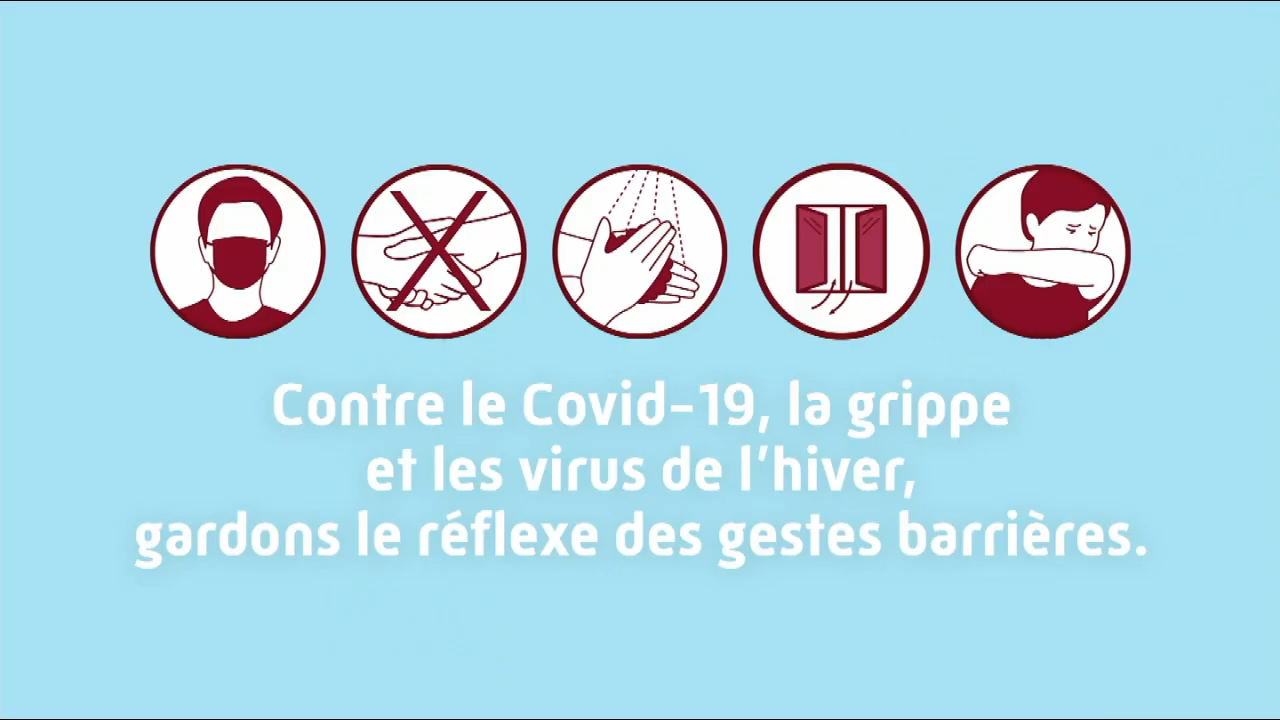 Contre le Covid-19, la grippe
et les virus de l'hiver,
gardons le réflexe des gestes barrières.